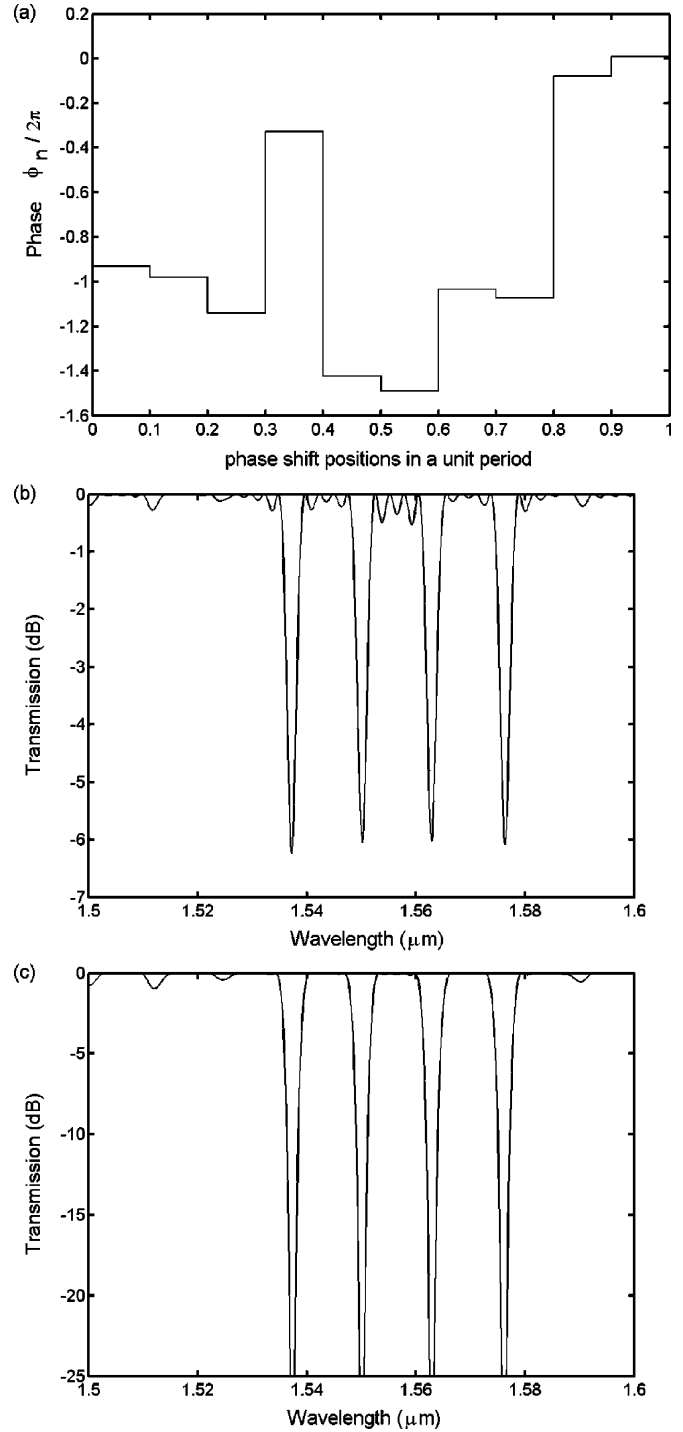 (a)
0.2
0
-0.2
-0.4
-0.6
-0.8
-1
-1.2
-1.4
-1.6
Phase ϕ n / 2π
0 0.1 0.2 0.3 0.4 0.5 0.6 0.7 0.8 0.9 1
phase shift positions in a unit period
(b)
0
-1
-2
-3
-4
-5
-6
-7
Transmission (dB)
1.5 1.52 1.54 1.56 1.58 1.6
Wavelength (μm)
(c)
0
-5
-10
-15
-20
-25
Transmission (dB)
1.5 1.52 1.54 1.56 1.58 1.6
Wavelength (μm)